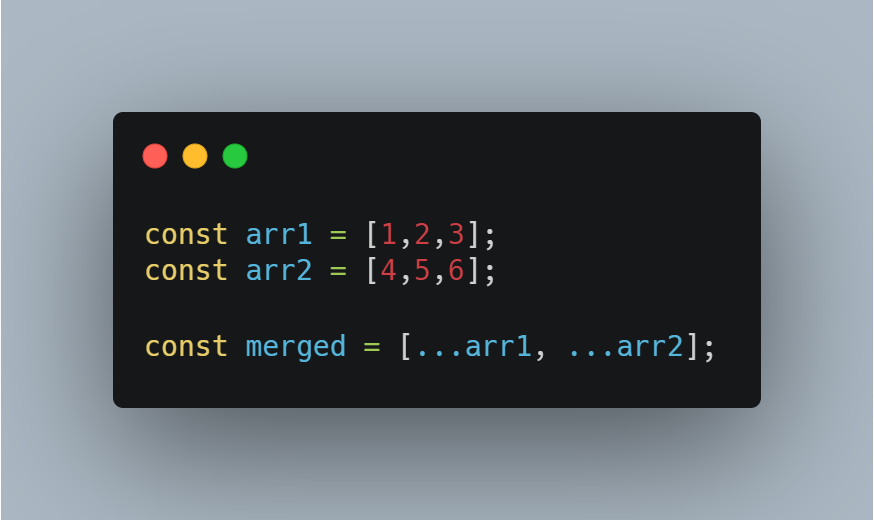 const arr1 = [1,2,3];
const arr2 = [4,5,6];
const merged = [...arr1, ...arr2];